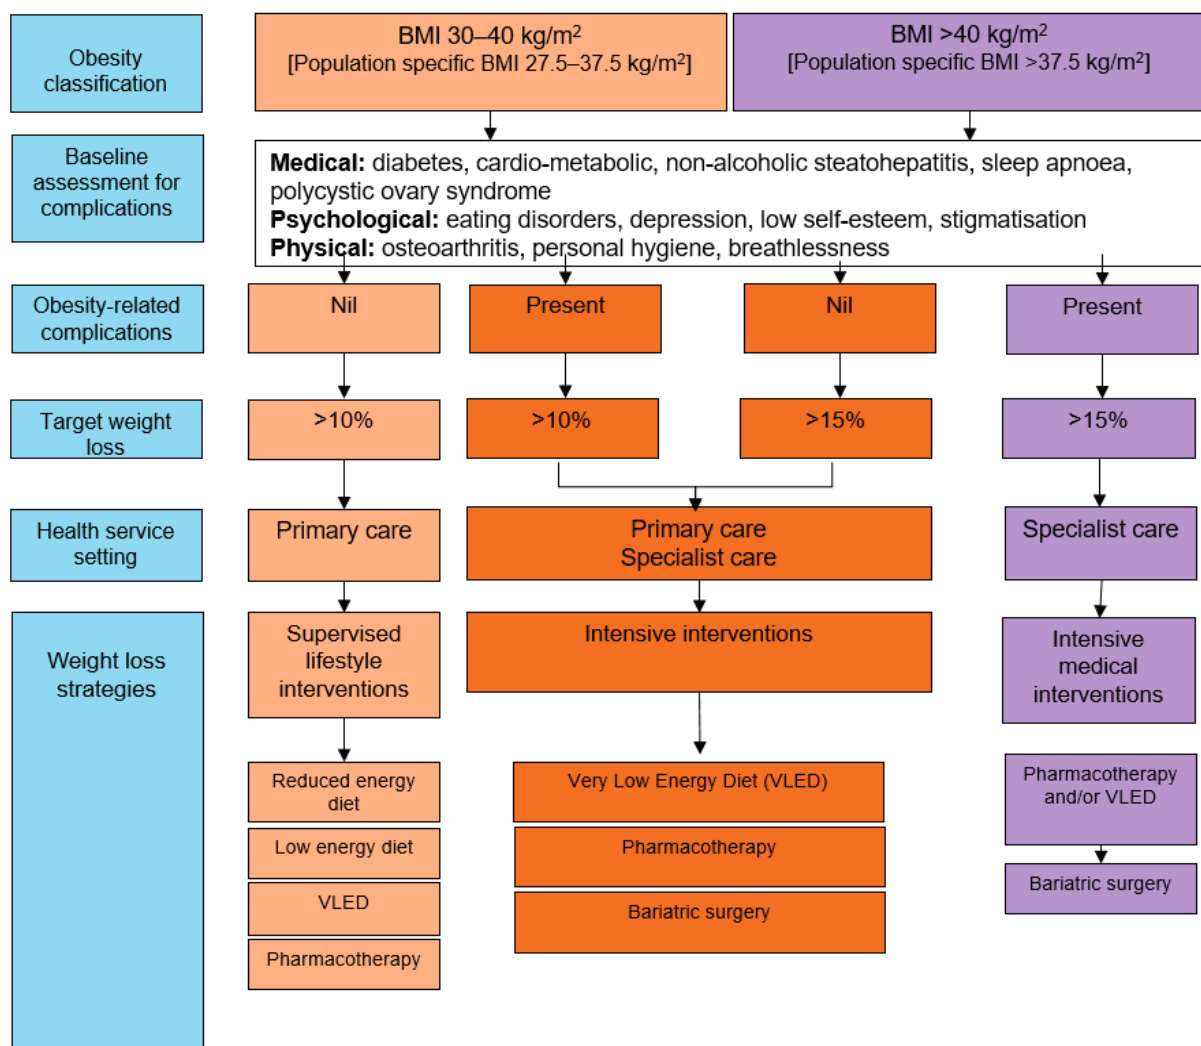 Obesity
classification
BMI 30–40 kg/m²
[Population specific BMI 27.5–37.5 kg/m²]
BMI >40 kg/m²
[Population specific BMI >37.5 kg/m²]
Baseline
assessment for
complications
Medical: diabetes, cardio-metabolic, non-alcoholic steatohepatitis, sleep apnoea,
polycystic ovary syndrome
Psychological: eating disorders, depression, low self-esteem, stigmatisation
Physical: osteoarthritis, personal hygiene, breathlessness
Obesity-related
complications
Nil
Present
Nil
Present
Target weight
loss
>10%
>10%
>15%
>15%
Health service
setting
Primary care
Primary care
Specialist care
Specialist care
Weight loss
strategies
Supervised
lifestyle
interventions
Intensive interventions
Intensive
medical
interventions
Reduced energy
diet
Low energy diet
VLED
Pharmacotherapy
Very Low Energy Diet (VLED)
Pharmacotherapy
Bariatric surgery
Pharmacotherapy
and/or VLED
Bariatric surgery